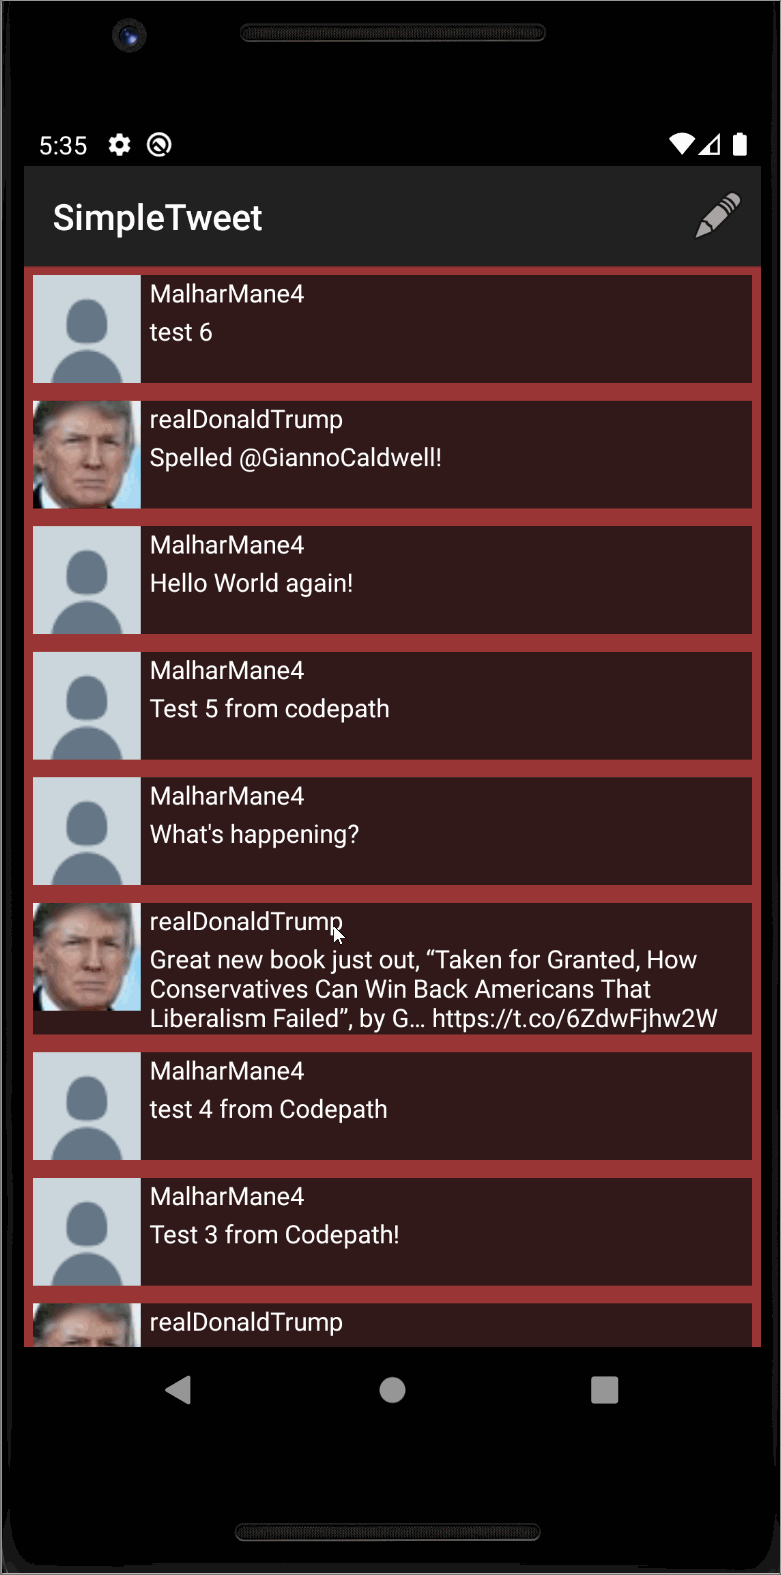 5:35
SimpleTweet
MalharMane4
test 6
realDonaldTrump
Spelled @GiannoCaldwell!
MalharMane4
Hello World again!
MalharMane4
Test 5 from codepath
MalharMane4
What's happening?
realDonaldTrump
Great new book just out, “Taken for Granted, How
Conservatives Can Win Back Americans That
Liberalism Failed”, by G… https://t.co/6ZdwFjhw2W
MalharMane4
test 4 from Codepath
MalharMane4
Test 3 from Codepath!
realDonaldTrump